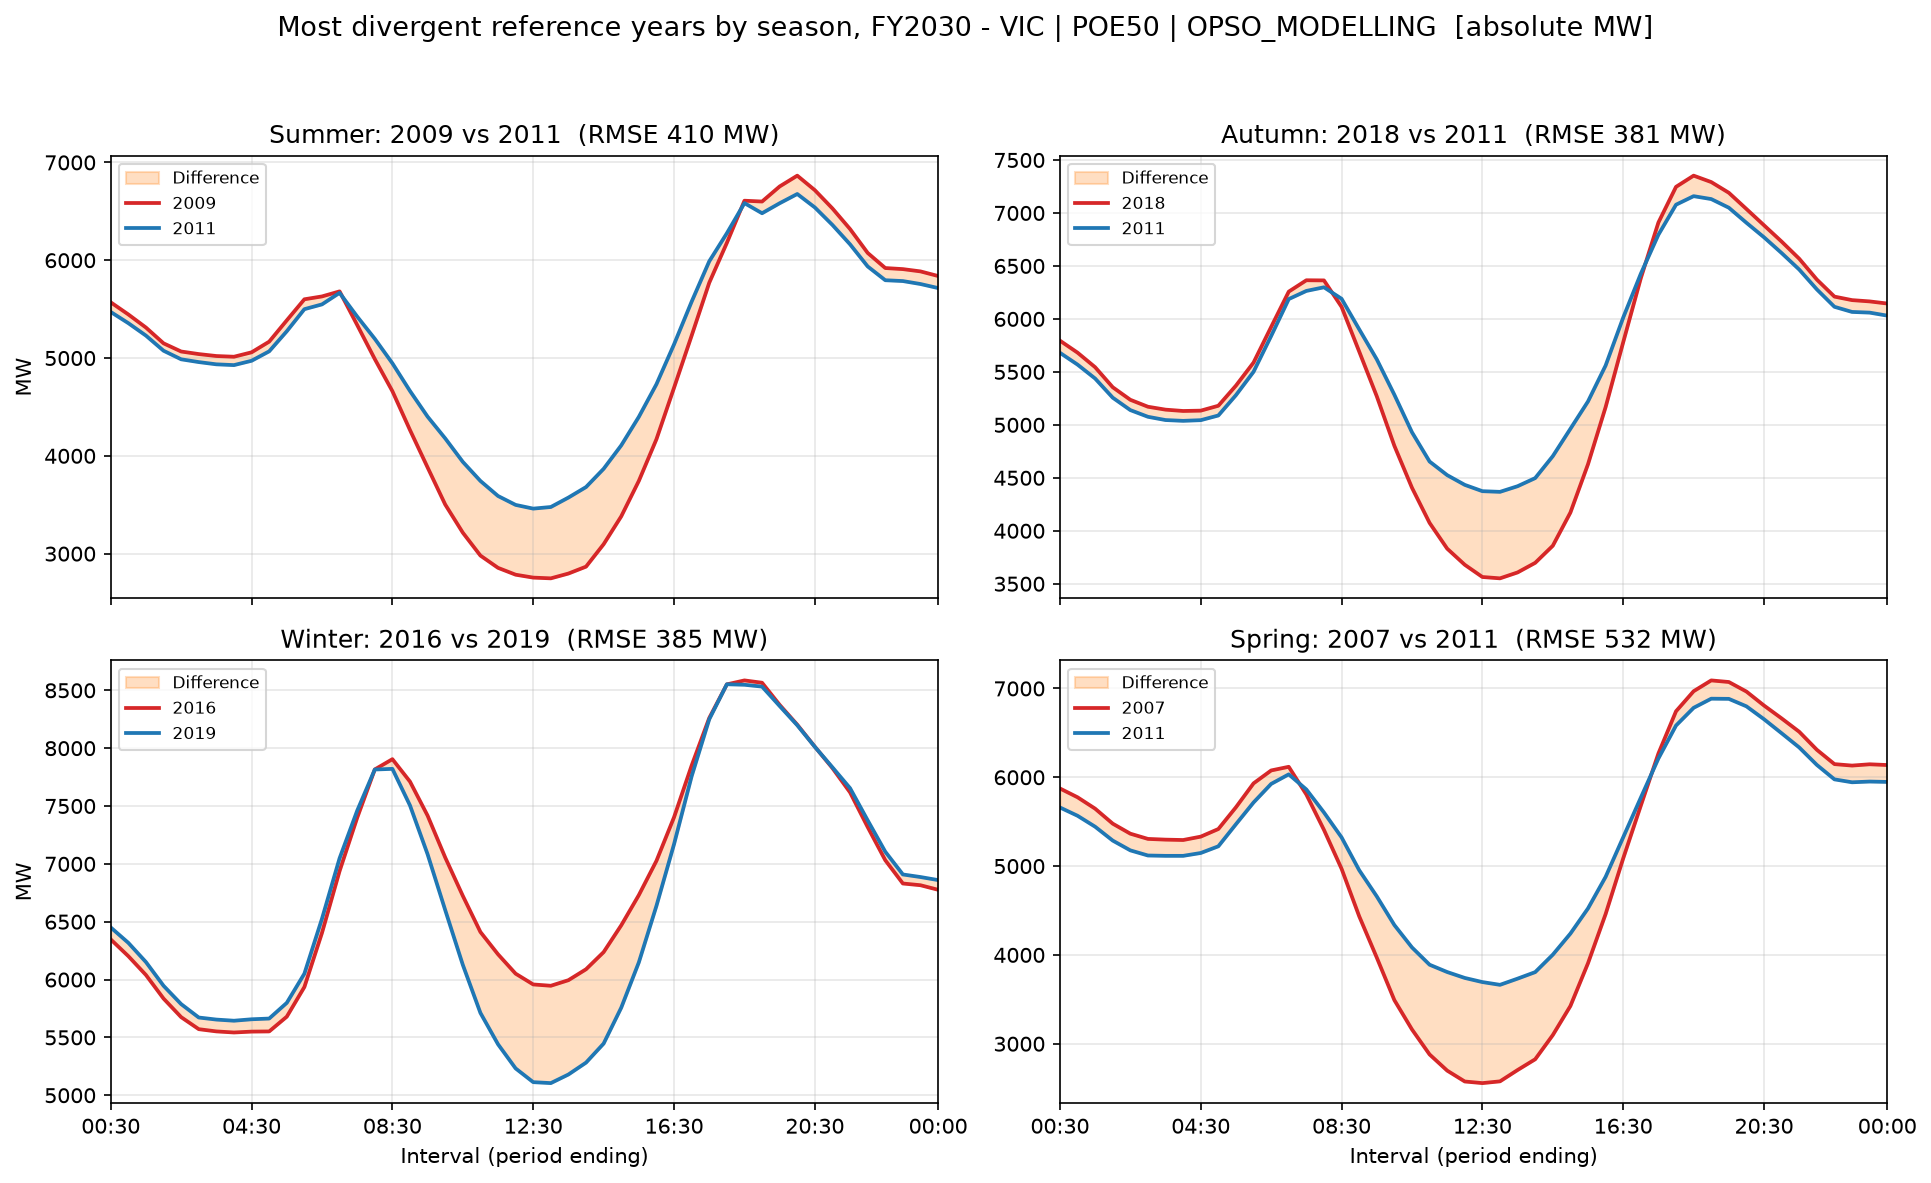 Most divergent reference years by season, FY2030 - VIC | POE50 | OPSO_MODELLING  [absolute MW]
Summer: 2009 vs 2011  (RMSE 410 MW)
Difference
2009
2011
7000
6000
5000
4000
3000
MW
Autumn: 2018 vs 2011  (RMSE 381 MW)
Difference
2018
2011
7500
7000
6500
6000
5500
5000
4500
4000
3500
Winter: 2016 vs 2019  (RMSE 385 MW)
Difference
2016
2019
8500
8000
7500
7000
6500
6000
5500
5000
MW
00:30 04:30 08:30 12:30 16:30 20:30 00:00
Interval (period ending)
Spring: 2007 vs 2011  (RMSE 532 MW)
Difference
2007
2011
7000
6000
5000
4000
3000
00:30 04:30 08:30 12:30 16:30 20:30 00:00
Interval (period ending)